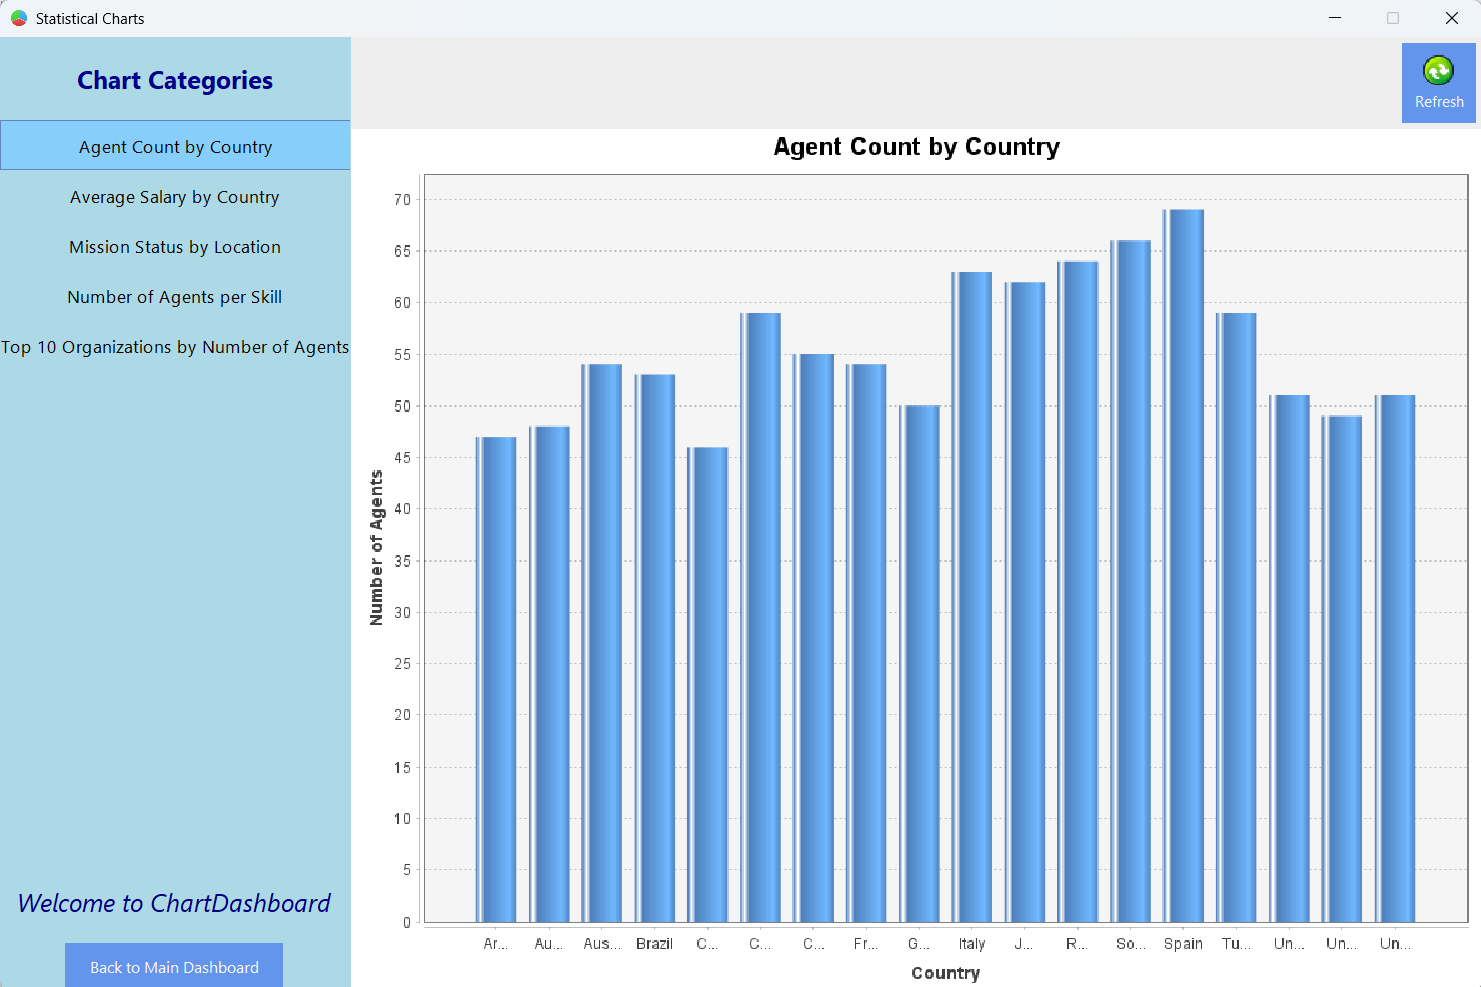 Statistical Charts
Chart Categories
Agent Count by Country
Average Salary by Country
Mission Status by Location
Number of Agents per Skill
Top 10 Organizations by Number of Agents
Welcome to ChartDashboard
Back to Main Dashboard
Refresh
Agent Count by Country
Number of Agents
70
65
60
55
50
45
40
35
30
25
20
15
10
5
0
Ar... Au... Aus... Brazil C... C... C... Fr... G... Italy J... R... So... Spain Tu... Un... Un... Un...
Country